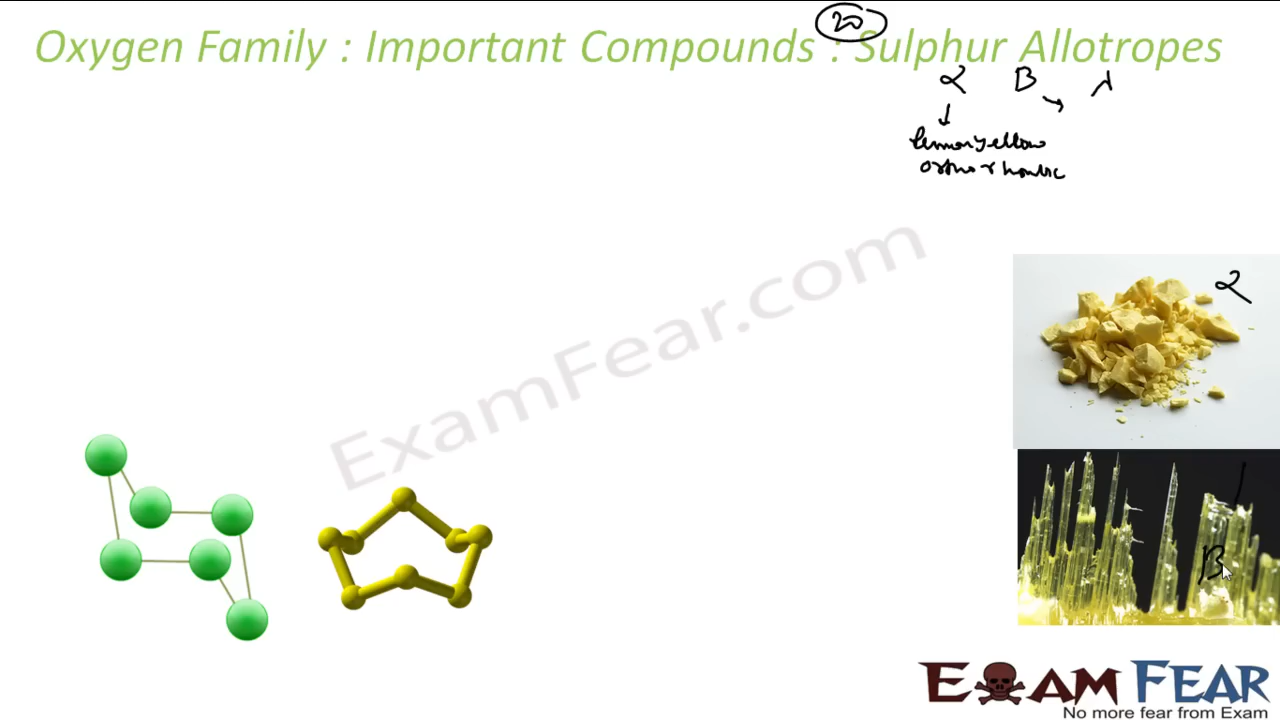 20
Oxygen Family : Important Compounds : Sulphur Allotropes
α B λ
lemon yellow
orthorhombic
ExamFear.com
α
B
EXAM FEAR
No more fear from Exam